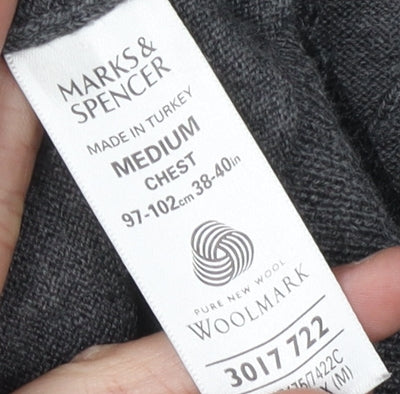 MARKS &
SPENCER
MADE IN TURKEY
MEDIUM
CHEST
97-102cm 38-40in
PURE NEW WOOL
WOOLMARK
3017 722
(M)